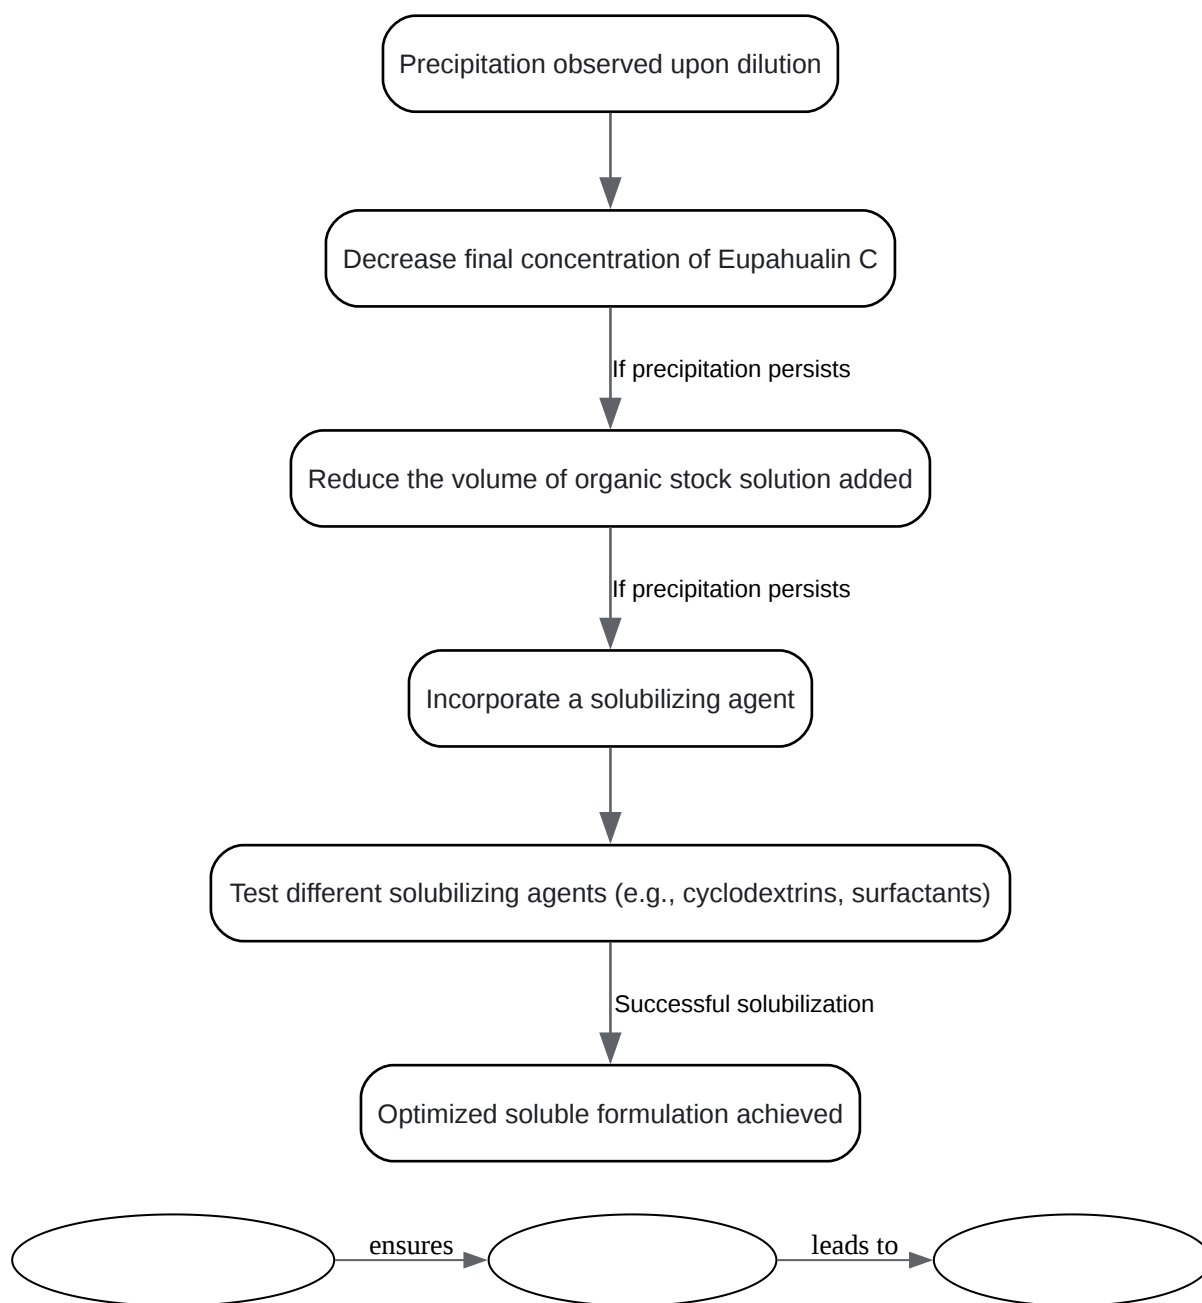 Precipitation observed upon dilution
Decrease final concentration of Eupahualin C
If precipitation persists
Reduce the volume of organic stock solution added
If precipitation persists
Incorporate a solubilizing agent
Test different solubilizing agents (e.g., cyclodextrins, surfactants)
Successful solubilization
Optimized soluble formulation achieved
ensures
leads to